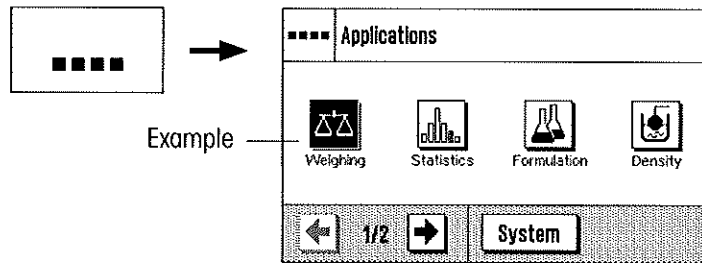 Applications
Example
Weighing Statistics Formulation Density
1/2 System